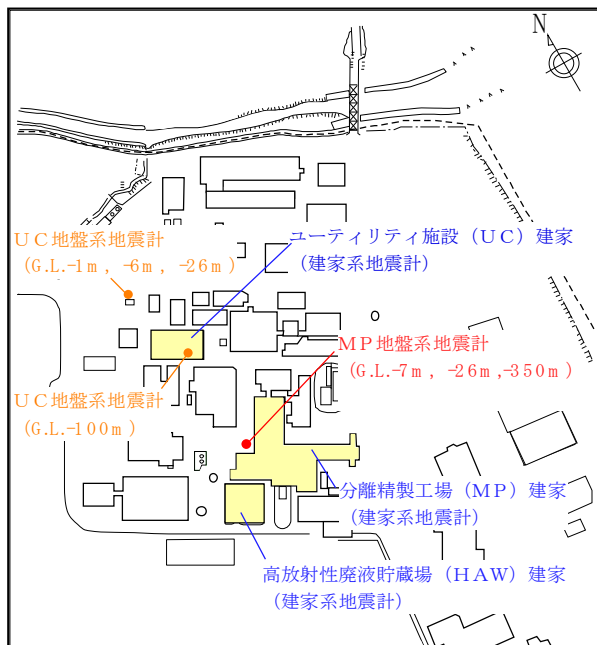 N
UC地盤系地震計
(G.L.-1m, -6m, -26m)
ユーティリティ施設（UC）建家
(建家系地震計)
MP地盤系地震計
(G.L.-7m, -26m,-350m)
UC地盤系地震計
(G.L.-100m)
分離精製工場（MP）建家
(建家系地震計)
高放射性廃液貯蔵場（HAW）建家
(建家系地震計)